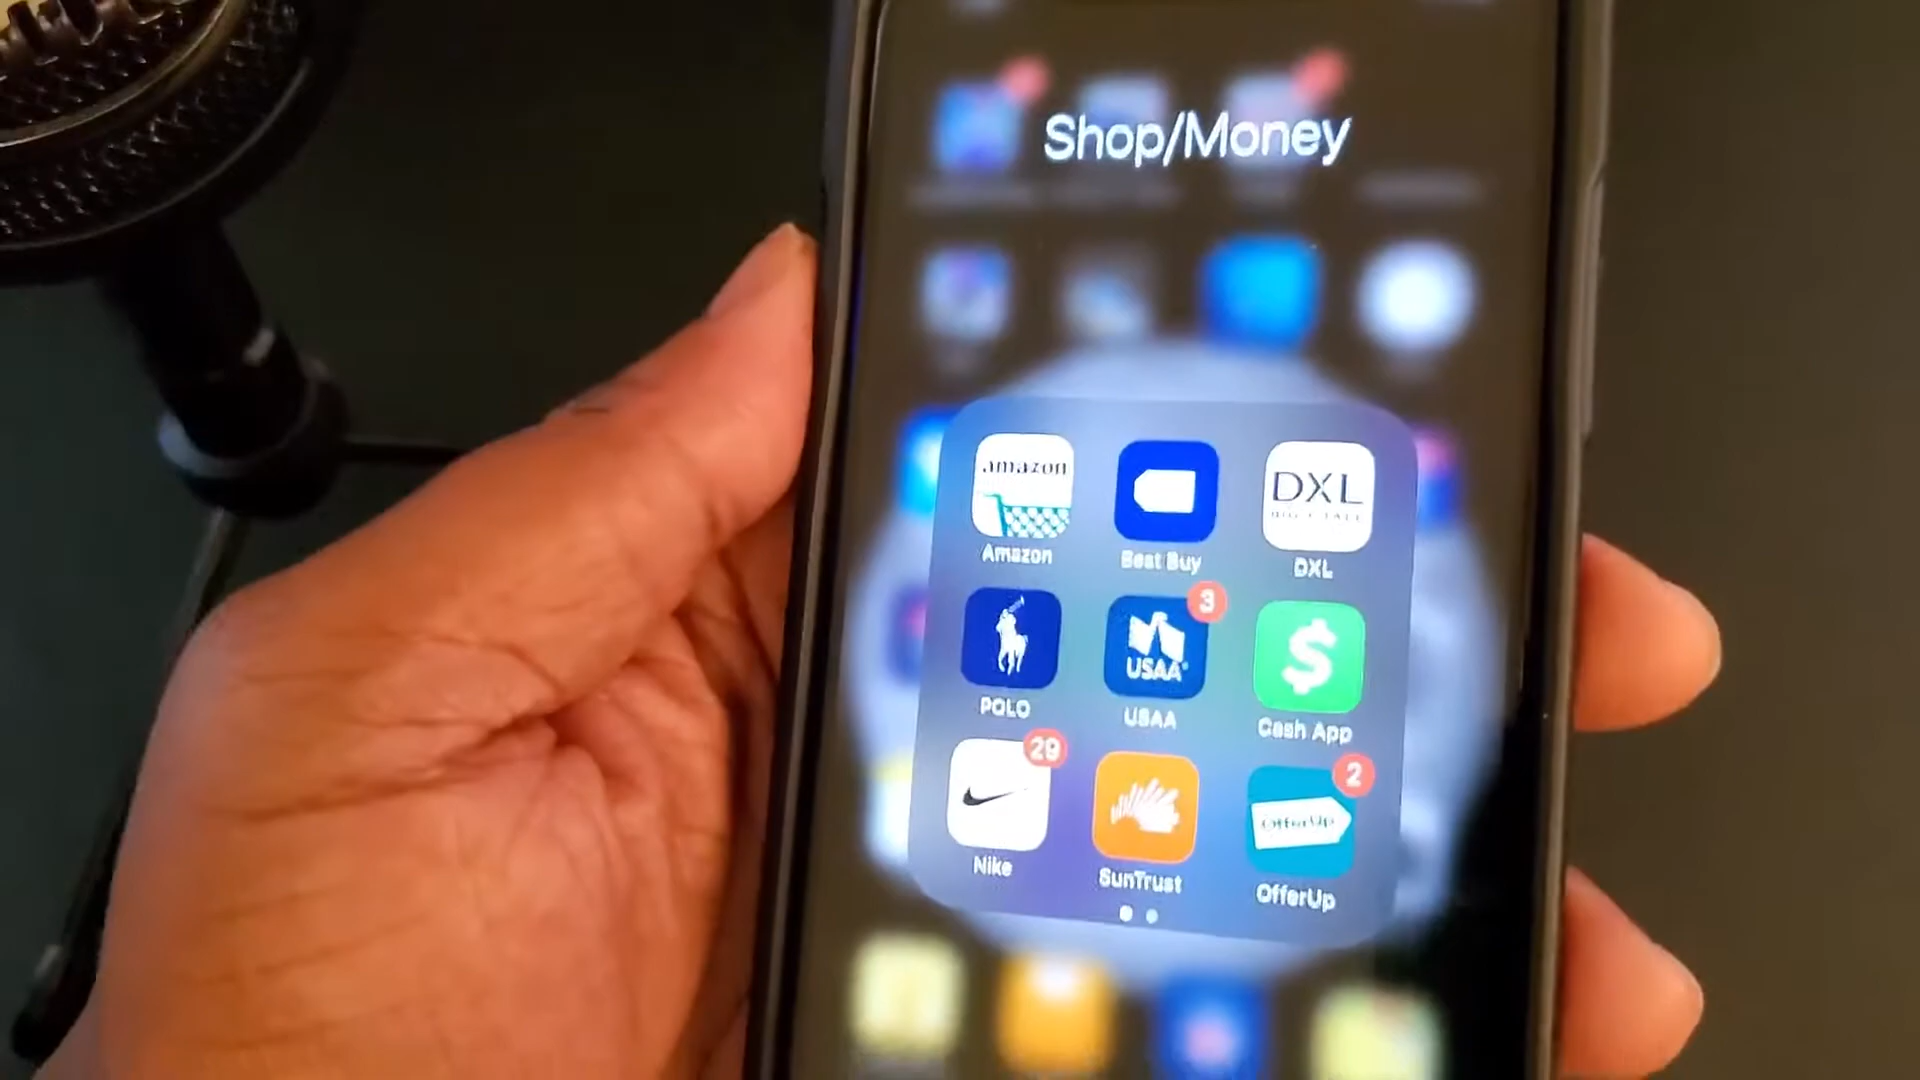 Shop/Money
amazon
DXL
Amazon
Best Buy
DXL
3
USAA
POLO
USAA
Cash App
29
2
OfferUp
Nike
SunTrust
OfferUp